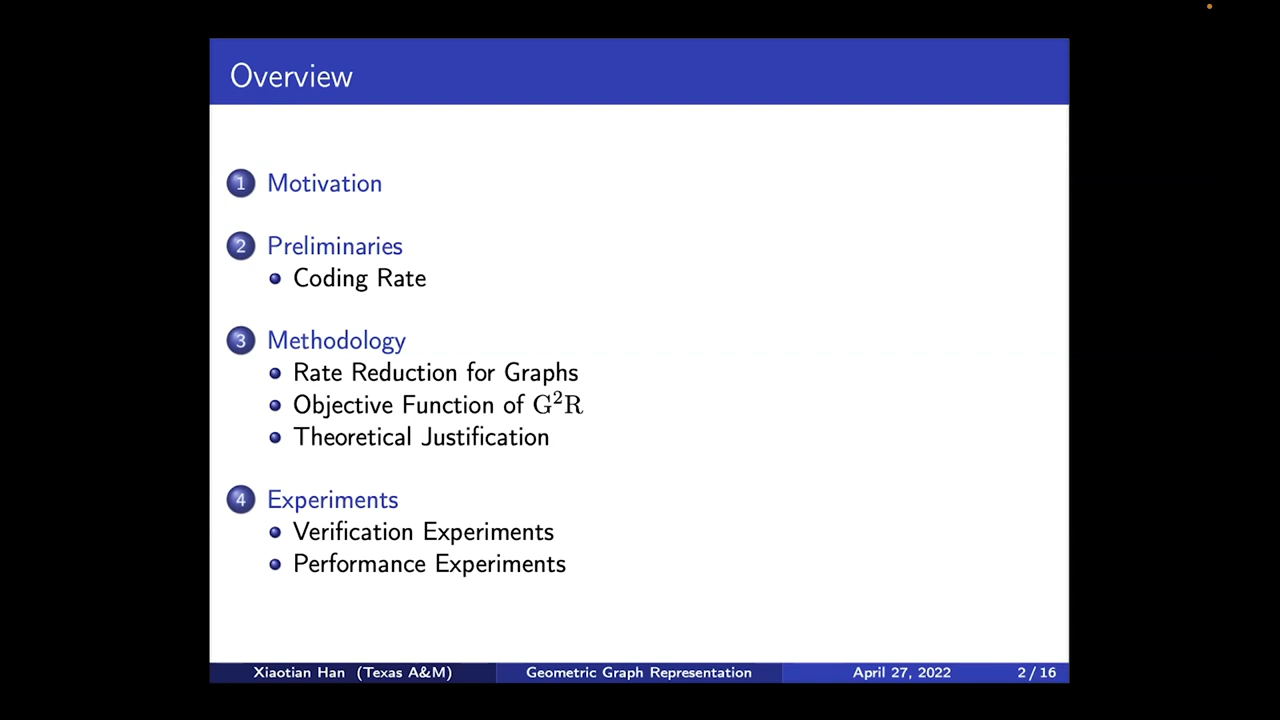 Overview
1 Motivation
2 Preliminaries
Coding Rate
3 Methodology
Rate Reduction for Graphs
Objective Function of G²R
Theoretical Justification
4 Experiments
Verification Experiments
Performance Experiments
Xiaotian Han (Texas A&M) Geometric Graph Representation April 27, 2022 2 / 16